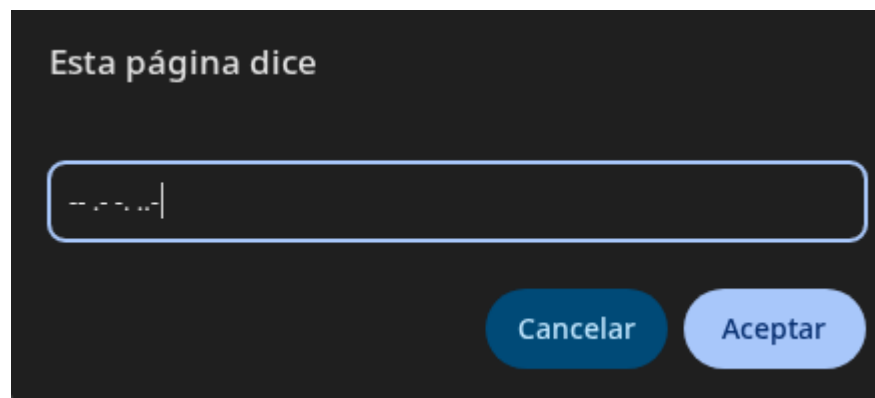 Esta página dice
-- .- -. ..-
Cancelar Aceptar